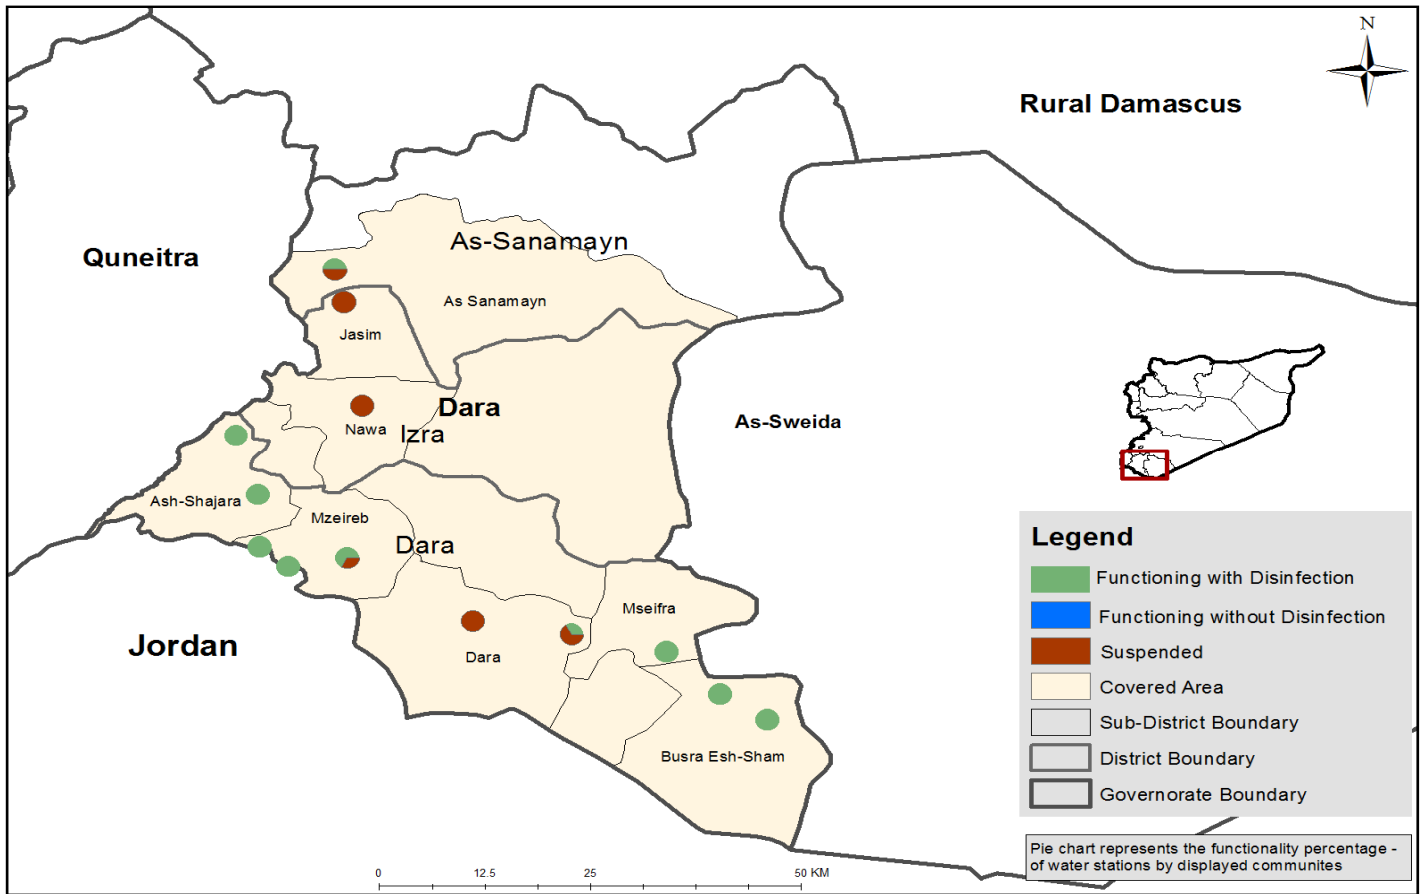 N
Rural Damascus
Quneitra
As-Sanamayn
As Sanamayn
Jasim
Dara
As-Sweida
Nawa
Izra
Ash-Shajara
Mzeireb
Dara
Mseifra
Jordan
Dara
Busra Esh-Sham
Legend
Functioning with Disinfection
Functioning without Disinfection
Suspended
Covered Area
Sub-District Boundary
District Boundary
Governorate Boundary
Pie chart represents the functionality percentage -
of water stations by displayed communites
0 12.5 25 50 KM